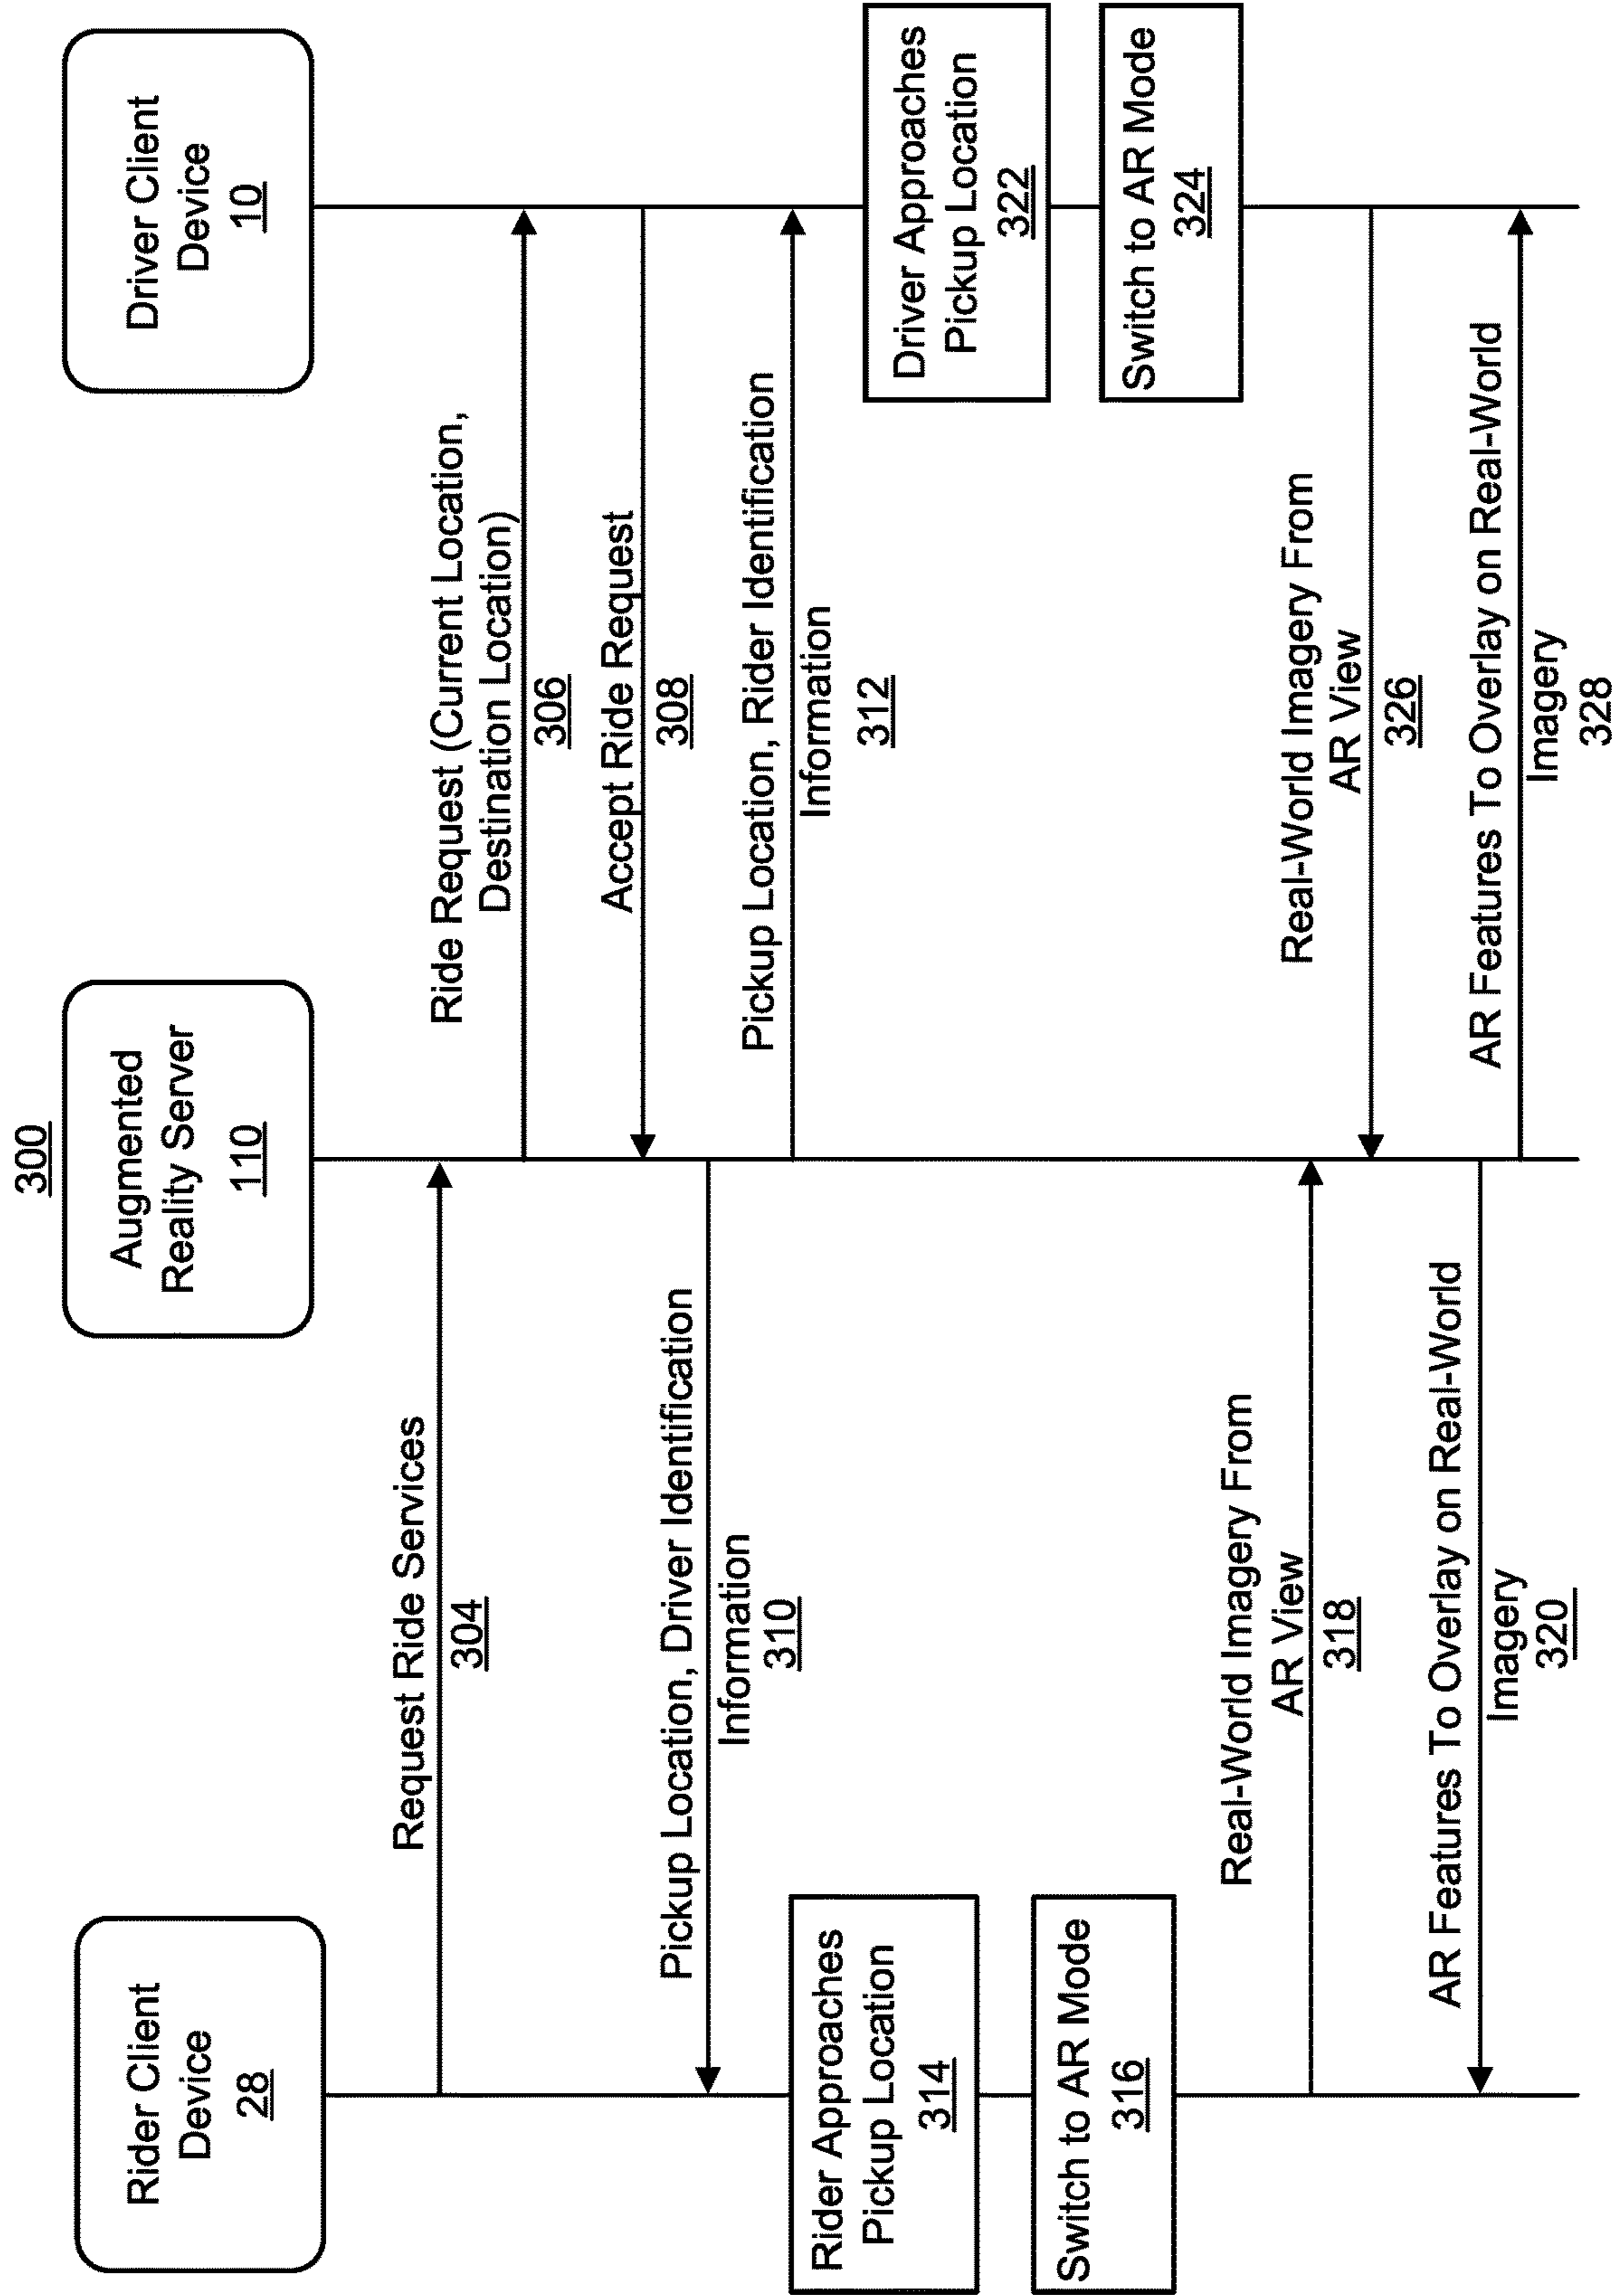 300
Rider Client
Device
28
Augmented
Reality Server
110
Driver Client
Device
10
Request Ride Services
304
Ride Request (Current Location,
Destination Location)
306
Accept Ride Request
308
Pickup Location, Driver Identification
Information
310
Pickup Location, Rider Identification
Information
312
Rider Approaches
Pickup Location
314
Driver Approaches
Pickup Location
322
Switch to AR Mode
316
Switch to AR Mode
324
Real-World Imagery From
AR View
318
Real-World Imagery From
AR View
326
AR Features To Overlay on Real-World
Imagery
320
AR Features To Overlay on Real-World
Imagery
328